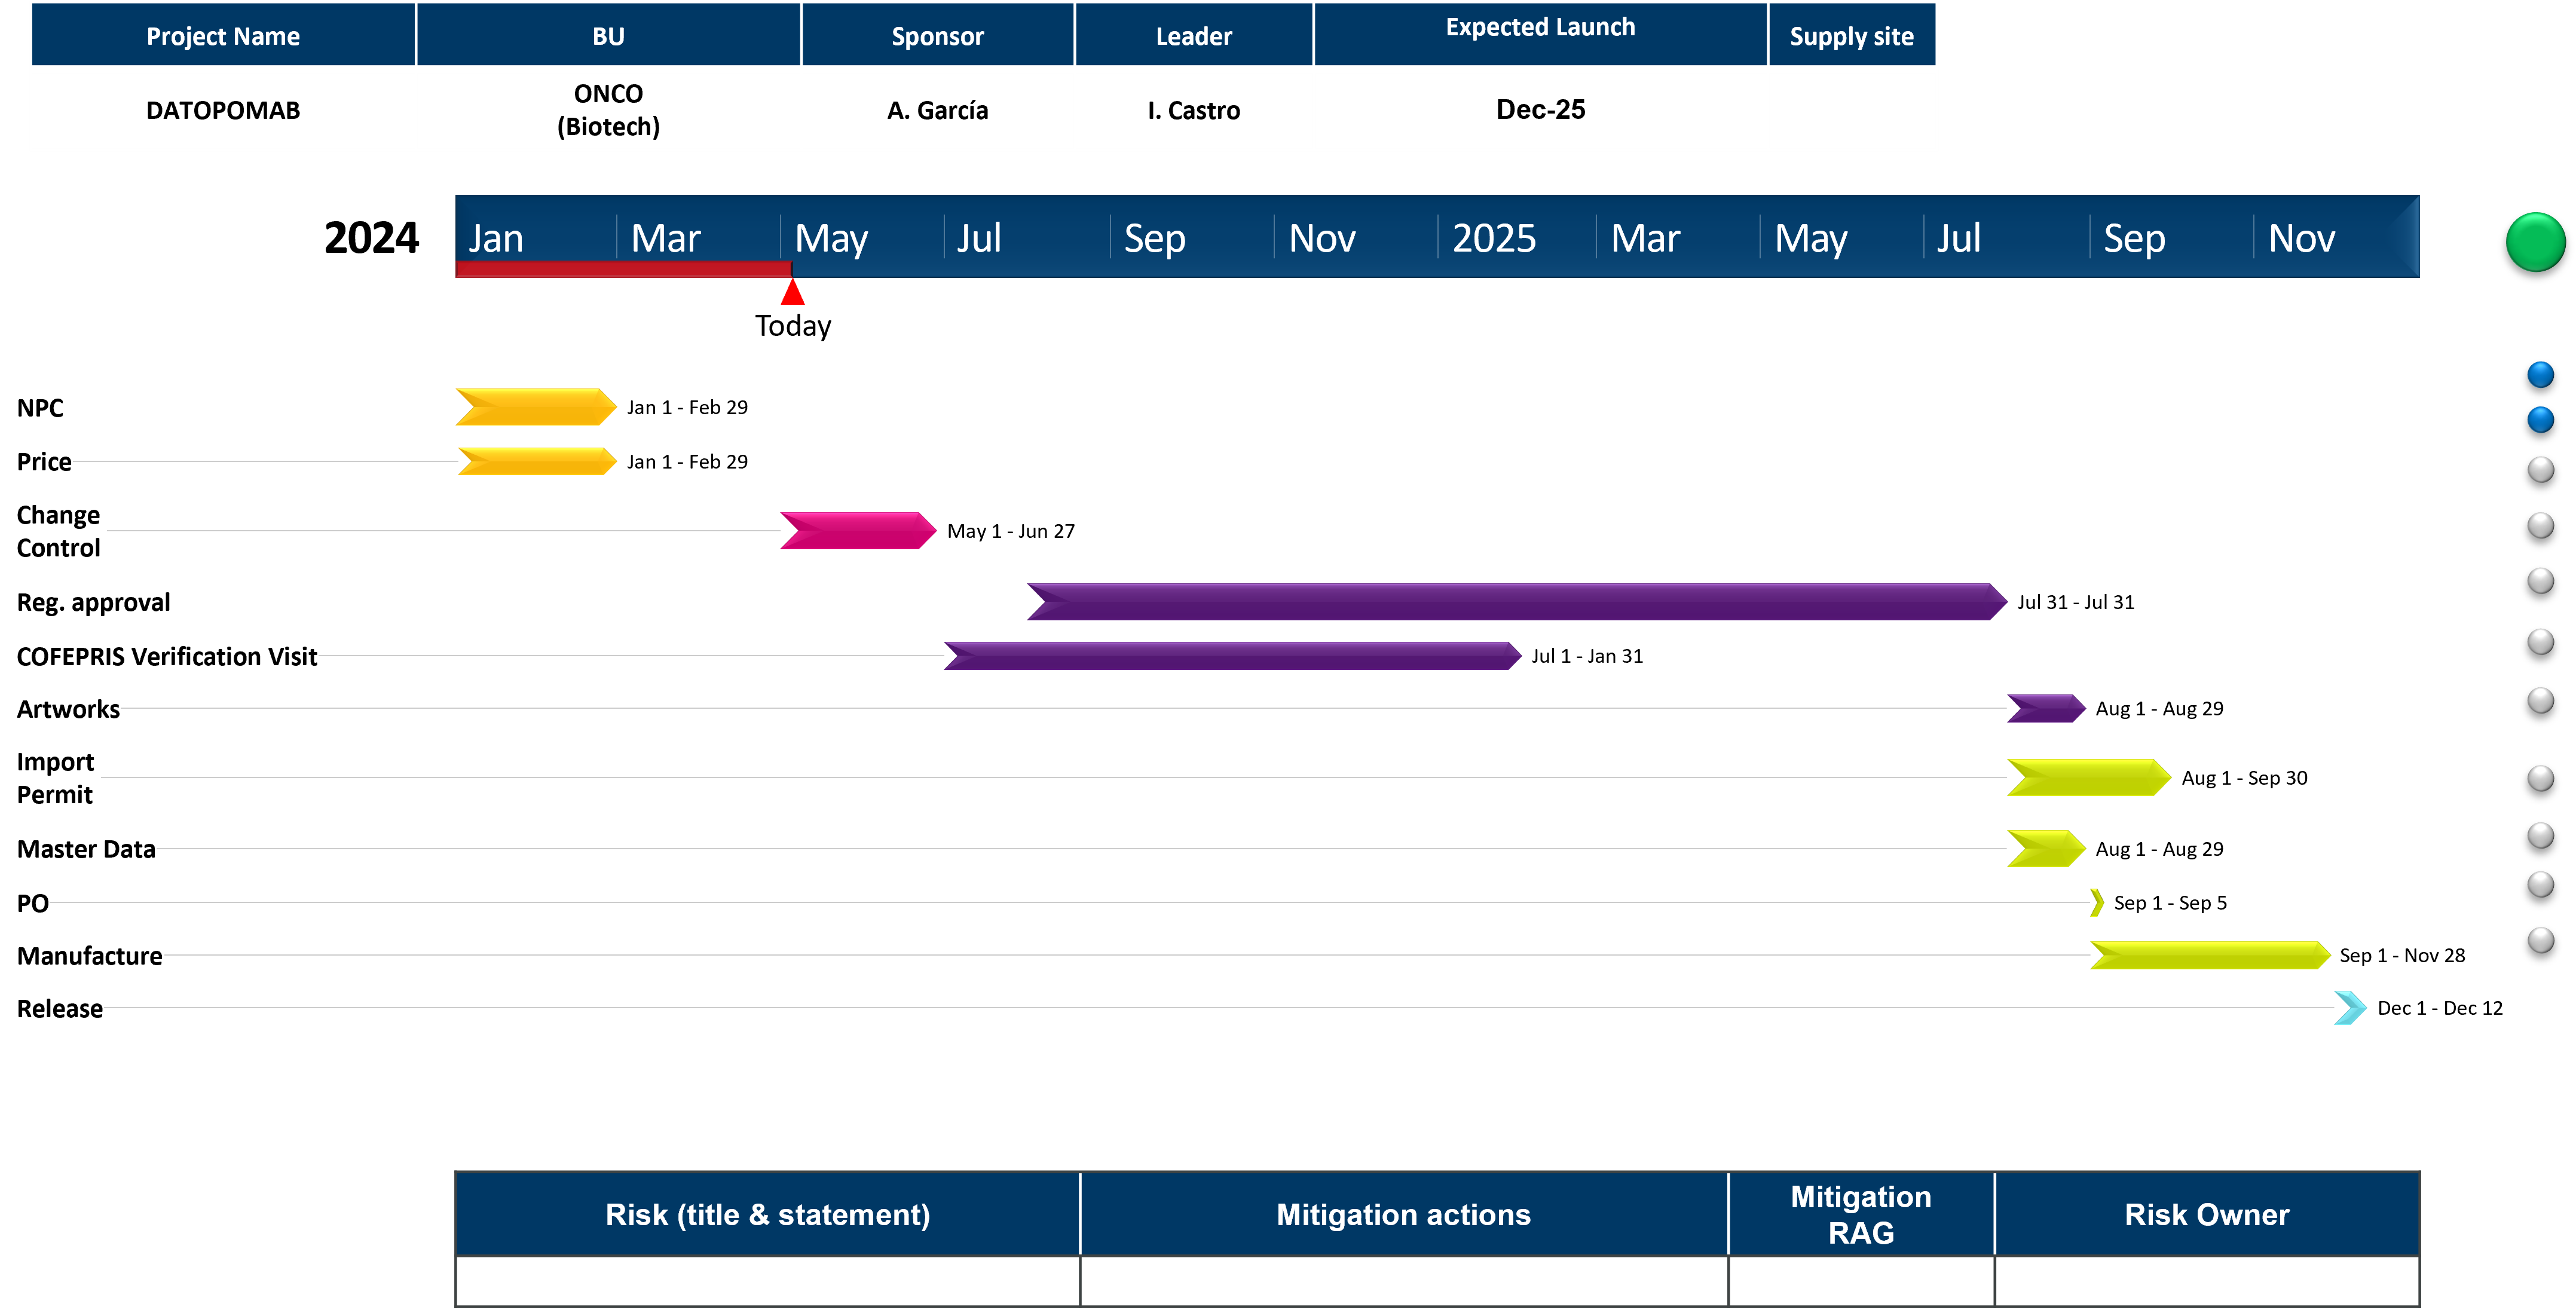 Project Name BU Sponsor Leader Expected Launch Supply site
DATOPOMAB ONCO (Biotech) A. García I. Castro Dec-25
2024 Jan Mar May Jul Sep Nov 2025 Mar May Jul Sep Nov
Today
NPC Jan 1 - Feb 29
Price Jan 1 - Feb 29
Change Control May 1 - Jun 27
Reg. approval Jul 31 - Jul 31
COFEPRIS Verification Visit Jul 1 - Jan 31
Artworks Aug 1 - Aug 29
Import Permit Aug 1 - Sep 30
Master Data Aug 1 - Aug 29
PO Sep 1 - Sep 5
Manufacture Sep 1 - Nov 28
Release Dec 1 - Dec 12
Risk (title & statement) Mitigation actions Mitigation RAG Risk Owner